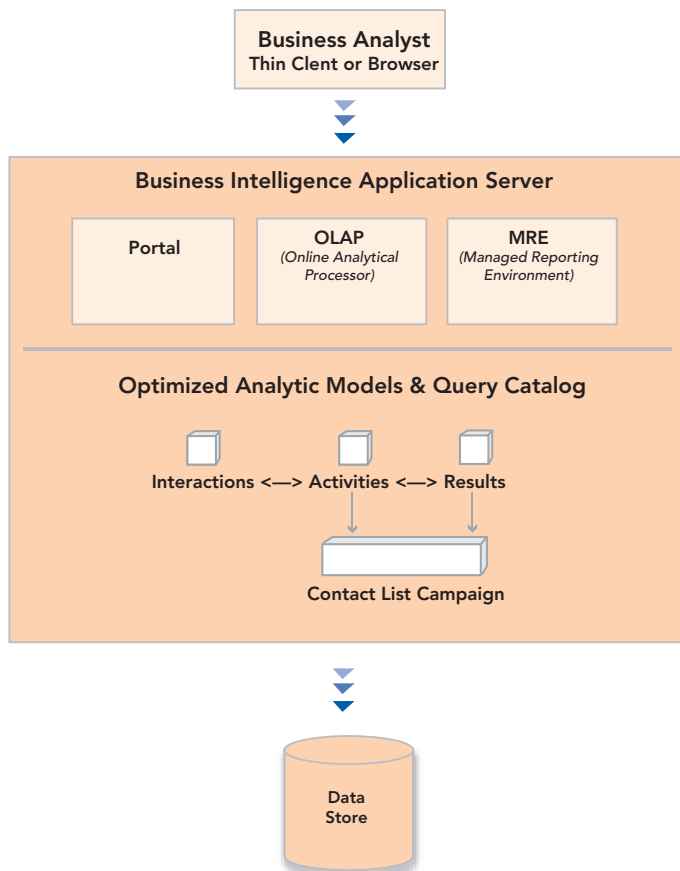 Business Analyst
Thin Clent or Browser
Business Intelligence Application Server
Portal
OLAP
(Online Analytical
Processor)
MRE
(Managed Reporting
Environment)
Optimized Analytic Models & Query Catalog
Interactions <—> Activities <—> Results
Contact List Campaign
Data
Store